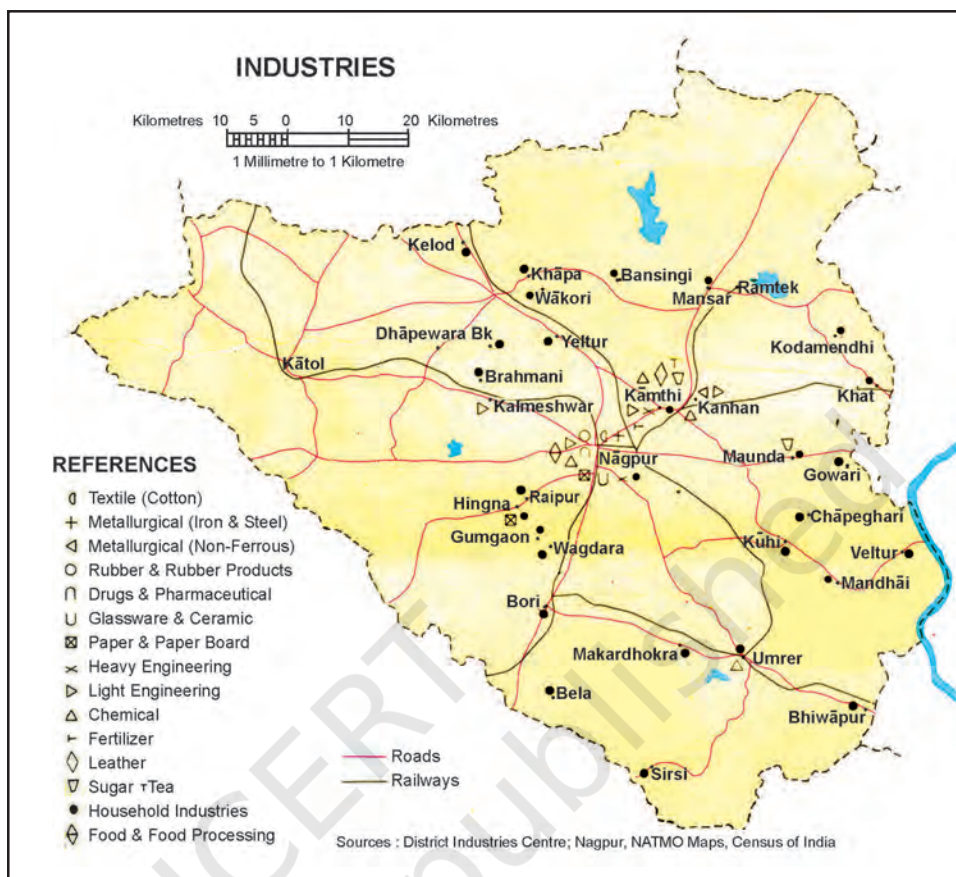 INDUSTRIES
Kilometres 10 5 0 10 20 Kilometres
1 Millimetre to 1 Kilometre
Kelod
Khāpa
Bansingi
Wākori
Mansar
Rāmtek
Dhāpewara Bk
Yeltur
Kodamendhi
Kātol
Brahmani
Kāmthi
Khat
Kalmeshwar
Kanhan
Nāgpur
Maunda
Gowari
Hingna
Raipur
Chāpeghari
Gumgaon
Wagdara
Kūhi
Veltur
Mandhāi
Bori
Makardhokra
Umrer
Bela
Bhiwāpur
Sirsi
REFERENCES
Textile (Cotton)
Metallurgical (Iron & Steel)
Metallurgical (Non-Ferrous)
Rubber & Rubber Products
Drugs & Pharmaceutical
Glassware & Ceramic
Paper & Paper Board
Heavy Engineering
Light Engineering
Chemical
Fertilizer
Leather
Sugar Tea
Household Industries
Food & Food Processing
Roads
Railways
Sources : District Industries Centre; Nagpur, NATMO Maps, Census of India
NCERT
published